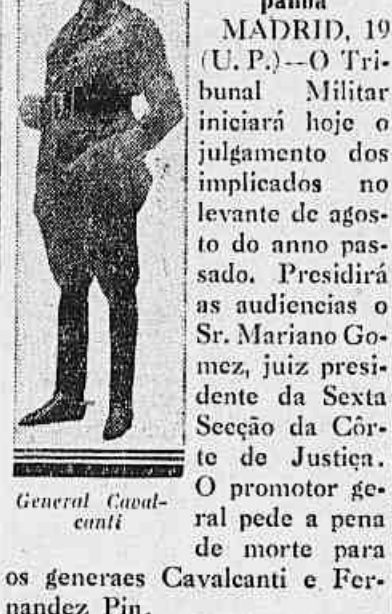 panha
MADRID, 19
(U. P.)—O Tri-
bunal Militar
iniciará hoje o
julgamento dos
implicados no
levante de agos-
to do anno pas-
sado. Presidirá
as audiencias o
Sr. Mariano Go-
mez, juiz presi-
dente da Sexta
Secção da Côr-
te de Justiça.
O promotor ge-
ral pede a pena
de morte para
os generaes Cavalcanti e Fer-
nandez Pin.
General Caval-
canti